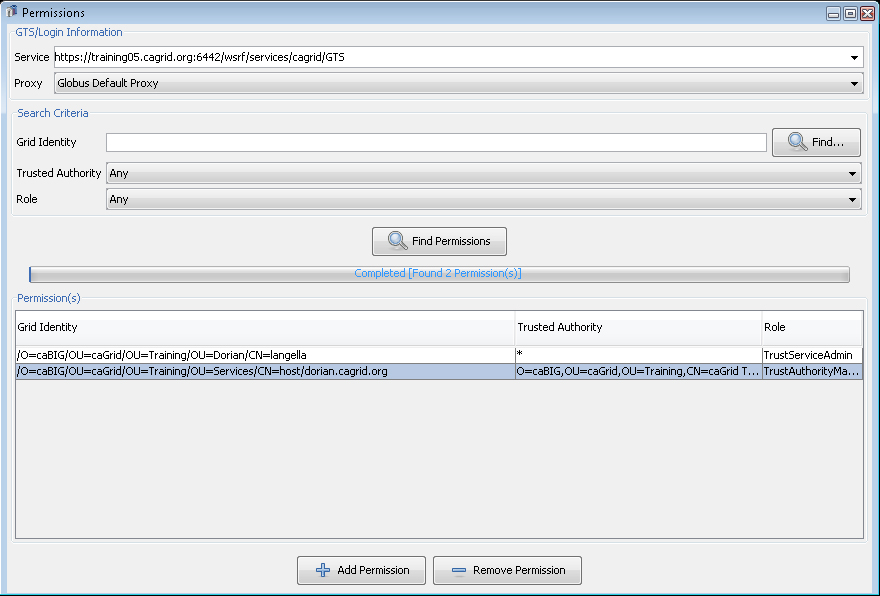 Permissions
GTS/Login Information
Service https://training05.cagrid.org:6442/wsrf/services/cagrid/GTS
Proxy Globus Default Proxy
Search Criteria
Grid Identity Find...
Trusted Authority Any
Role Any
Find Permissions
Completed [Found 2 Permission(s)]
Permission(s)
Grid Identity Trusted Authority Role
/O=caBIG/OU=caGrid/OU=Training/OU=Dorian/CN=langella * TrustServiceAdmin
/O=caBIG/OU=caGrid/OU=Training/OU=Services/CN=host/dorian.cagrid.org O=caBIG,OU=caGrid,OU=Training,CN=caGrid T... TrustAuthorityMa...
Add Permission Remove Permission